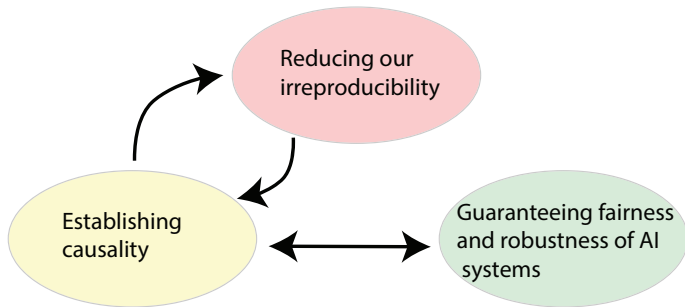 Reducing our
irreproducibility
Establishing
causality
Guaranteeing fairness
and robustness of AI
systems